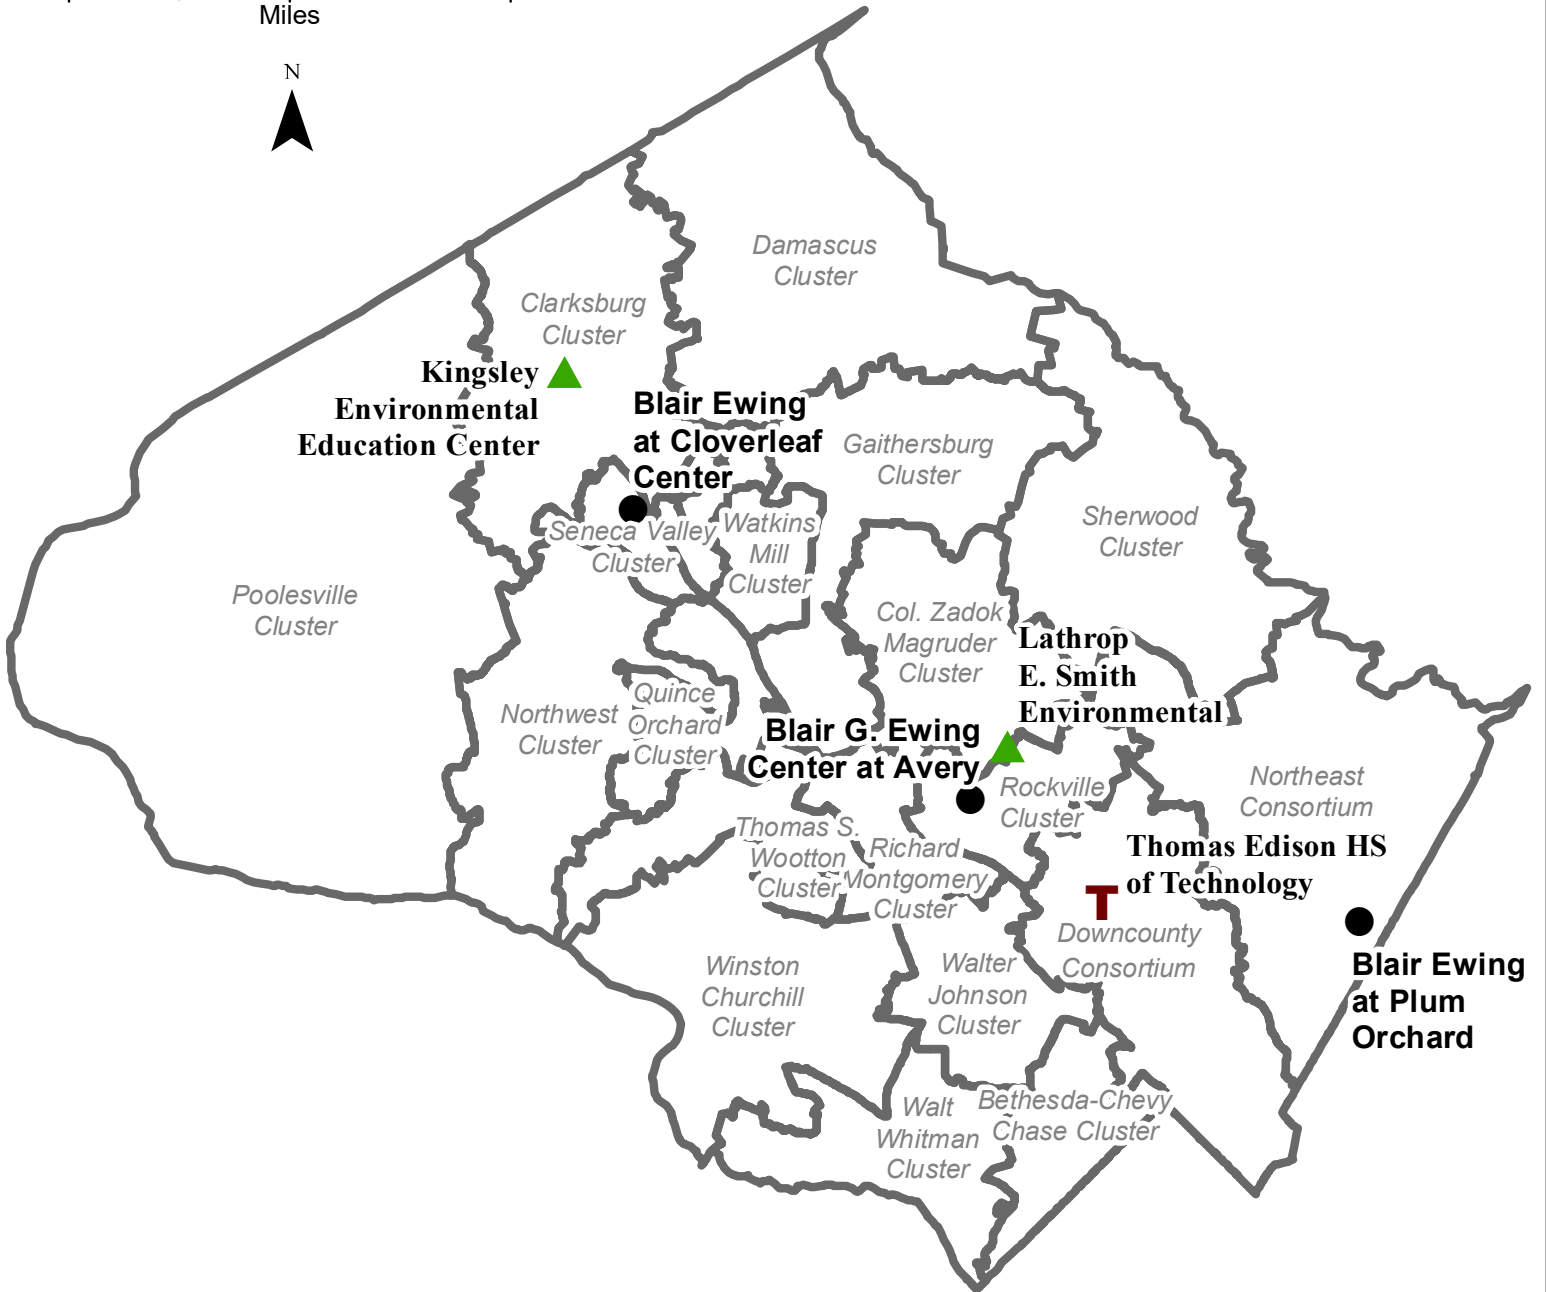 Miles
N
Damascus
Cluster
Clarksburg
Cluster
Kingsley
Environmental
Education Center
Blair Ewing
at Cloverleaf
Center
Gaithersburg
Cluster
Seneca Valley
Cluster
Watkins
Mill
Cluster
Sherwood
Cluster
Poolesville
Cluster
Col. Zadok
Magruder
Cluster
Lathrop
E. Smith
Environmental
Northwest
Cluster
Quince
Orchard
Cluster
Blair G. Ewing
Center at Avery
Rockville
Cluster
Northeast
Consortium
Thomas S.
Wootton
Cluster
Richard
Montgomery
Cluster
Thomas Edison HS
of Technology
T
Downcounty
Consortium
Blair Ewing
at Plum
Orchard
Winston
Churchill
Cluster
Walter
Johnson
Cluster
Walt
Whitman
Cluster
Bethesda-Chevy
Chase Cluster